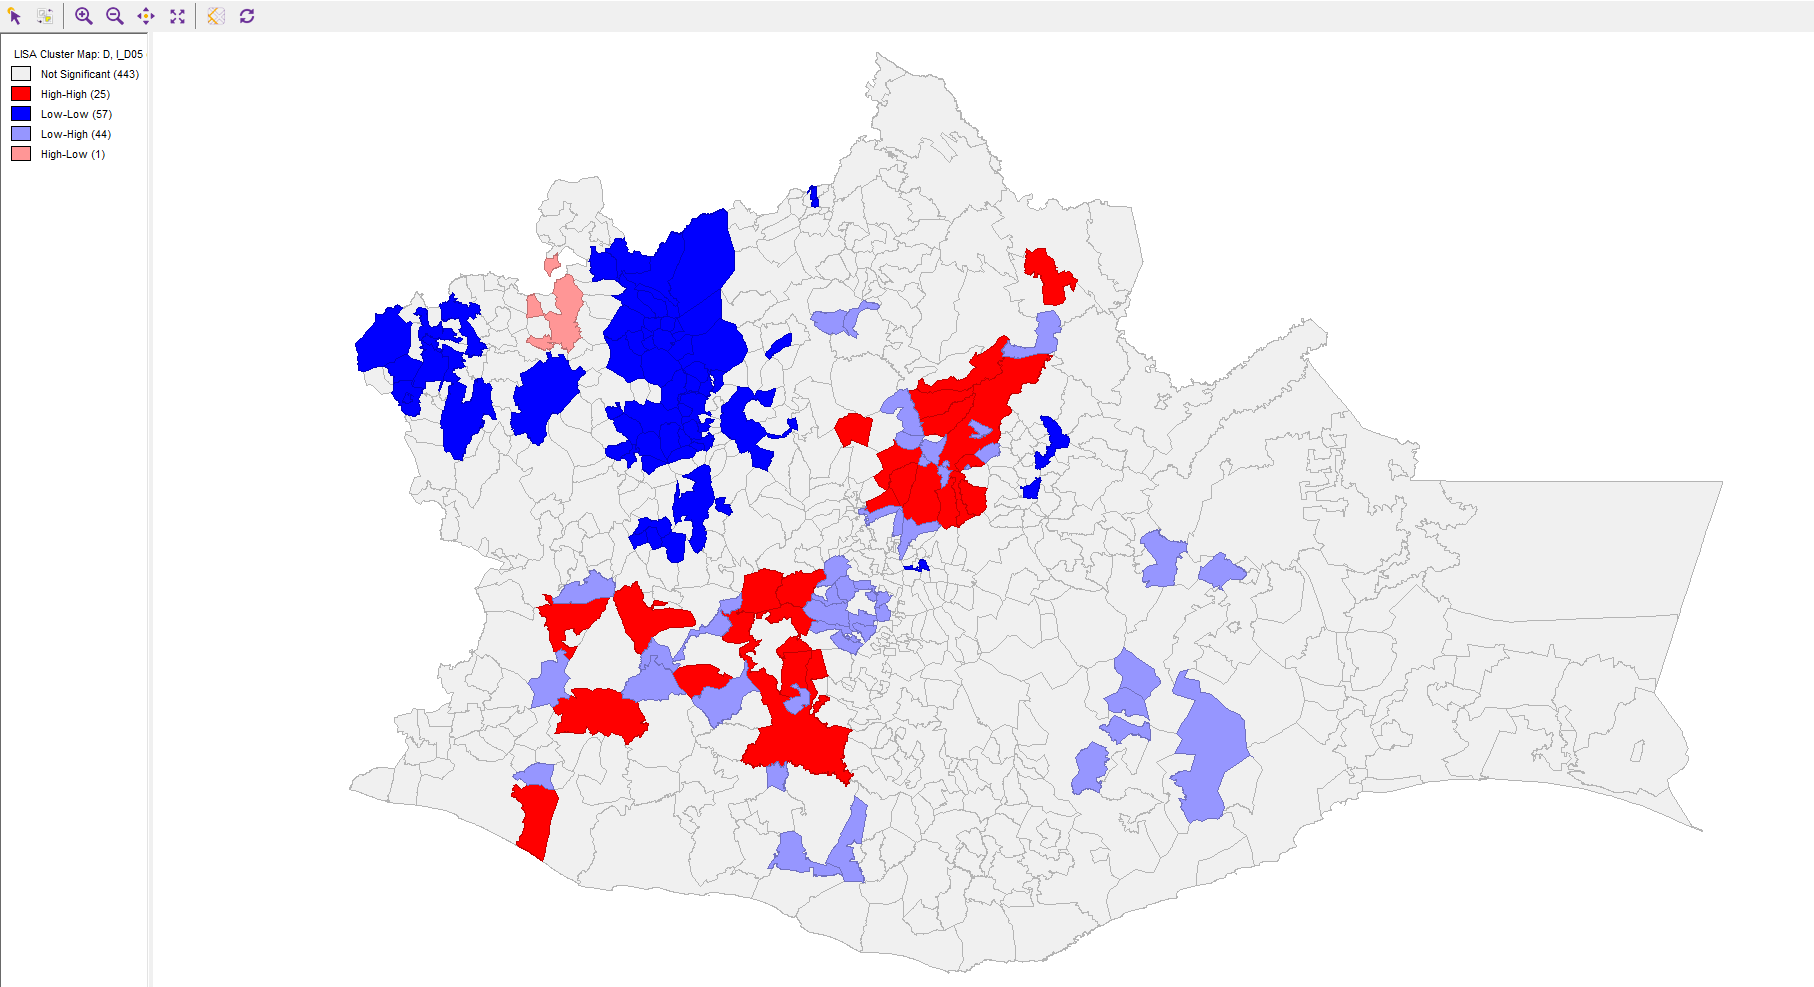 LISA Cluster Map: D, I_D05
Not Significant (443)
High-High (25)
Low-Low (57)
Low-High (44)
High-Low (1)